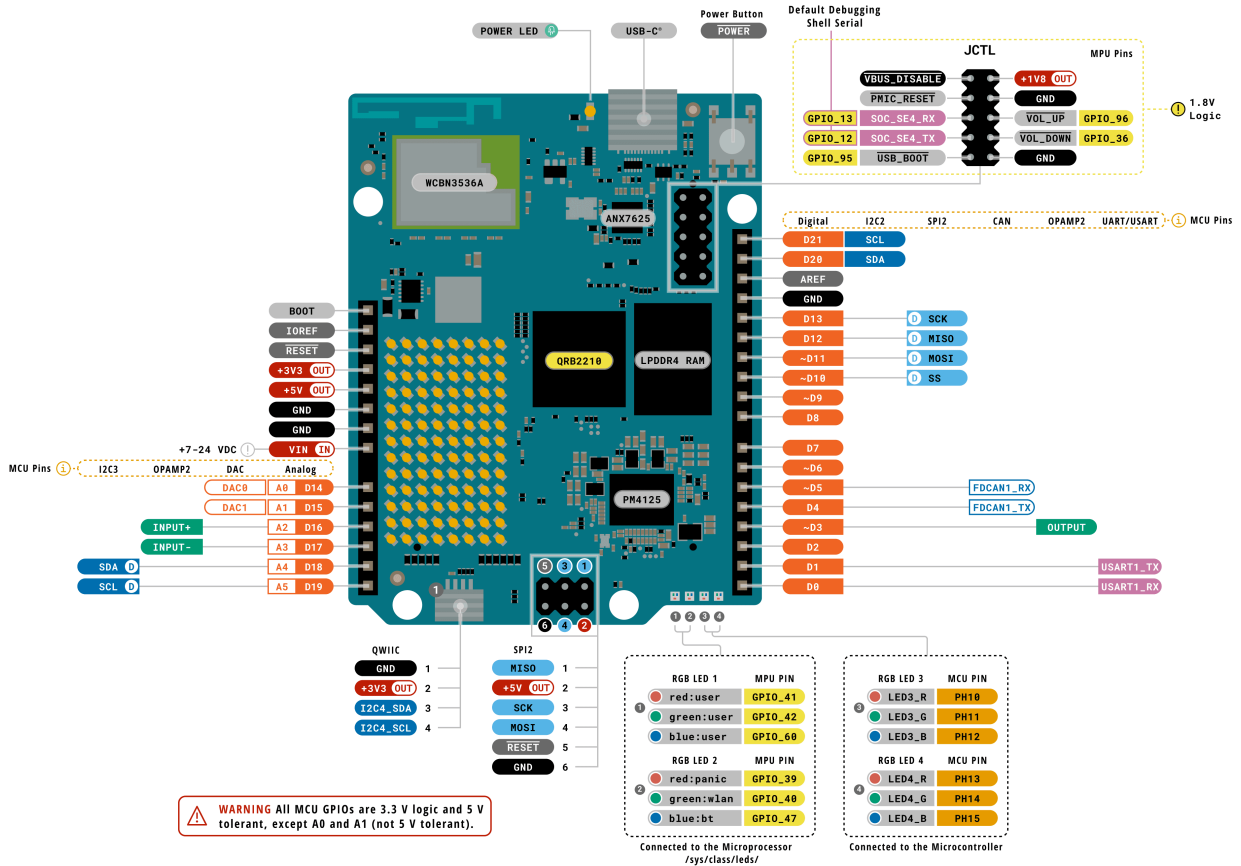 POWER LED
USB-C®
Power Button
POWER
Default Debugging
Shell Serial
JCTL
MPU Pins
VBUS_DISABLE
+1V8 OUT
PMIC_RESET
GND
GPIO_13 SOC_SE4_RX
VOL_UP GPIO_96
GPIO_12 SOC_SE4_TX
VOL_DOWN GPIO_36
GPIO_95 USB_BOOT
GND
! 1.8V
Logic
WCBN3536A
ANX7625
QRB2210
LPDDR4 RAM
PM4125
Digital I2C2 SPI2 CAN OPAMP2 UART/USART i MCU Pins
D21 SCL
D20 SDA
AREF
GND
D13 D SCK
D12 D MISO
~D11 D MOSI
~D10 D SS
~D9
D8
D7
~D6
~D5 FDCAN1_RX
D4 FDCAN1_TX
~D3 OUTPUT
D2
D1 USART1_TX
D0 USART1_RX
BOOT
IOREF
RESET
+3V3 OUT
+5V OUT
GND
GND
+7-24 VDC ! VIN IN
MCU Pins i I2C3 OPAMP2 DAC Analog
DAC0 A0 D14
DAC1 A1 D15
INPUT+ A2 D16
INPUT- A3 D17
SDA D A4 D18
SCL D A5 D19
1
5 3 1
6 4 2
1 2 3 4
QWIIC
GND 1
+3V3 OUT 2
I2C4_SDA 3
I2C4_SCL 4
SPI2
MISO 1
+5V OUT 2
SCK 3
MOSI 4
RESET 5
GND 6
RGB LED 1 MPU PIN
1
red:user GPIO_41
green:user GPIO_42
blue:user GPIO_60
RGB LED 2 MPU PIN
2
red:panic GPIO_39
green:wlan GPIO_40
blue:bt GPIO_47
Connected to the Microprocessor
/sys/class/leds/
RGB LED 3 MCU PIN
3
LED3_R PH10
LED3_G PH11
LED3_B PH12
RGB LED 4 MCU PIN
4
LED4_R PH13
LED4_G PH14
LED4_B PH15
Connected to the Microcontroller
WARNING All MCU GPIOs are 3.3 V logic and 5 V
tolerant, except A0 and A1 (not 5 V tolerant).